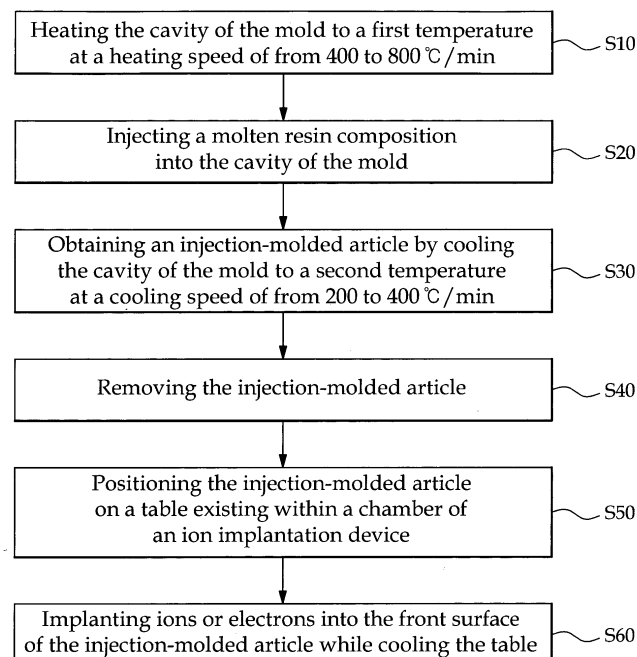 Heating the cavity of the mold to a first temperature
at a heating speed of from 400 to 800℃/min
S10
Injecting a molten resin composition
into the cavity of the mold
S20
Obtaining an injection-molded article by cooling
the cavity of the mold to a second temperature
at a cooling speed of from 200 to 400℃/min
S30
Removing the injection-molded article
S40
Positioning the injection-molded article
on a table existing within a chamber of
an ion implantation device
S50
Implanting ions or electrons into the front surface
of the injection-molded article while cooling the table
S60